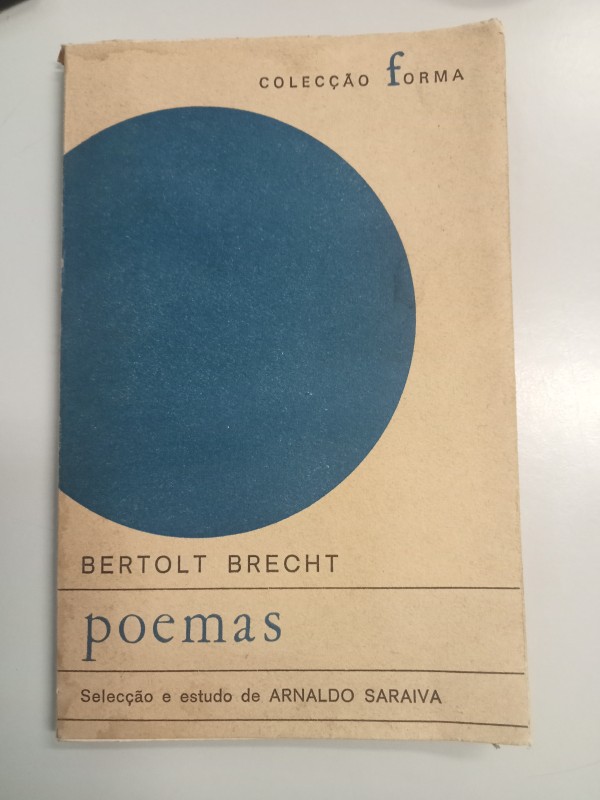 COLECÇÃO fORMA
BERTOLT BRECHT
poemas
Selecção e estudo de ARNALDO SARAIVA